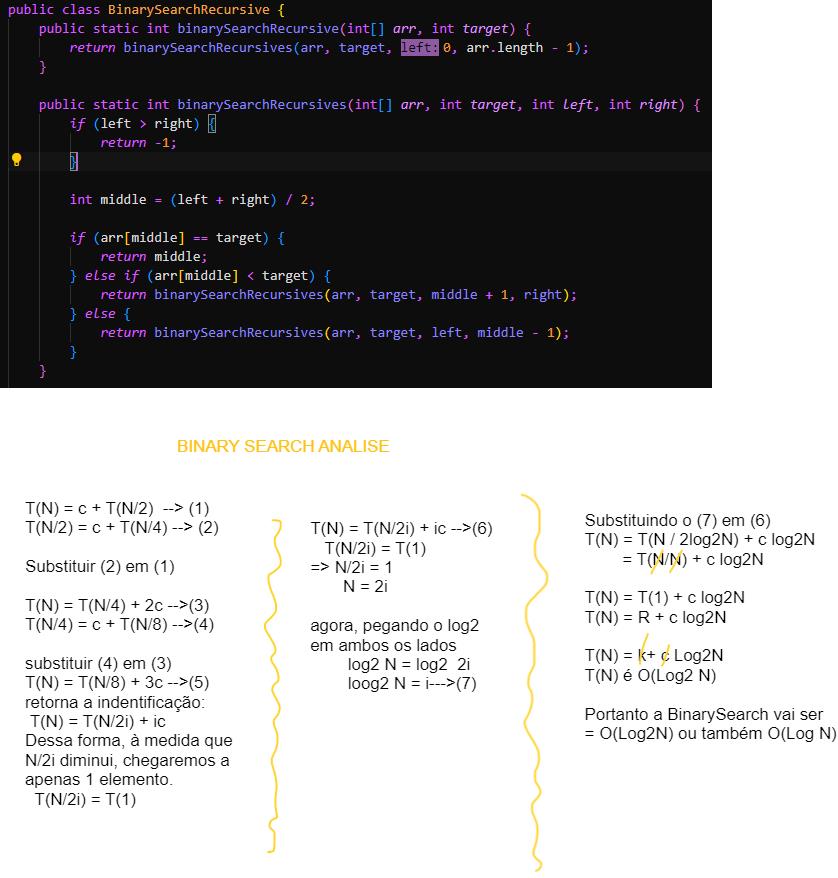 public class BinarySearchRecursive {
public static int binarySearchRecursive(int[] arr, int target) {
return binarySearchRecursives(arr, target, left: 0, arr.length - 1);
}
public static int binarySearchRecursives(int[] arr, int target, int left, int right) {
if (left > right) {
return -1;
}
int middle = (left + right) / 2;
if (arr[middle] == target) {
return middle;
} else if (arr[middle] < target) {
return binarySearchRecursives(arr, target, middle + 1, right);
} else {
return binarySearchRecursives(arr, target, left, middle - 1);
}
}
BINARY SEARCH ANALISE
T(N) = c + T(N/2) --> (1)
T(N/2) = c + T(N/4) --> (2)
Substituir (2) em (1)
T(N) = T(N/4) + 2c -->(3)
T(N/4) = c + T(N/8) -->(4)
substituir (4) em (3)
T(N) = T(N/8) + 3c -->(5)
retorna a indentificação:
T(N) = T(N/2i) + ic
Dessa forma, à medida que
N/2i diminui, chegaremos a
apenas 1 elemento.
T(N/2i) = T(1)
T(N) = T(N/2i) + ic -->(6)
T(N/2i) = T(1)
=> N/2i = 1
N = 2i
agora, pegando o log2
em ambos os lados
log2 N = log2 2i
loog2 N = i--->(7)
Substituindo o (7) em (6)
T(N) = T(N / 2log2N) + c log2N
= T(N/N) + c log2N
T(N) = T(1) + c log2N
T(N) = R + c log2N
T(N) = k+ c Log2N
T(N) é O(Log2 N)
Portanto a BinarySearch vai ser
= O(Log2N) ou também O(Log N)